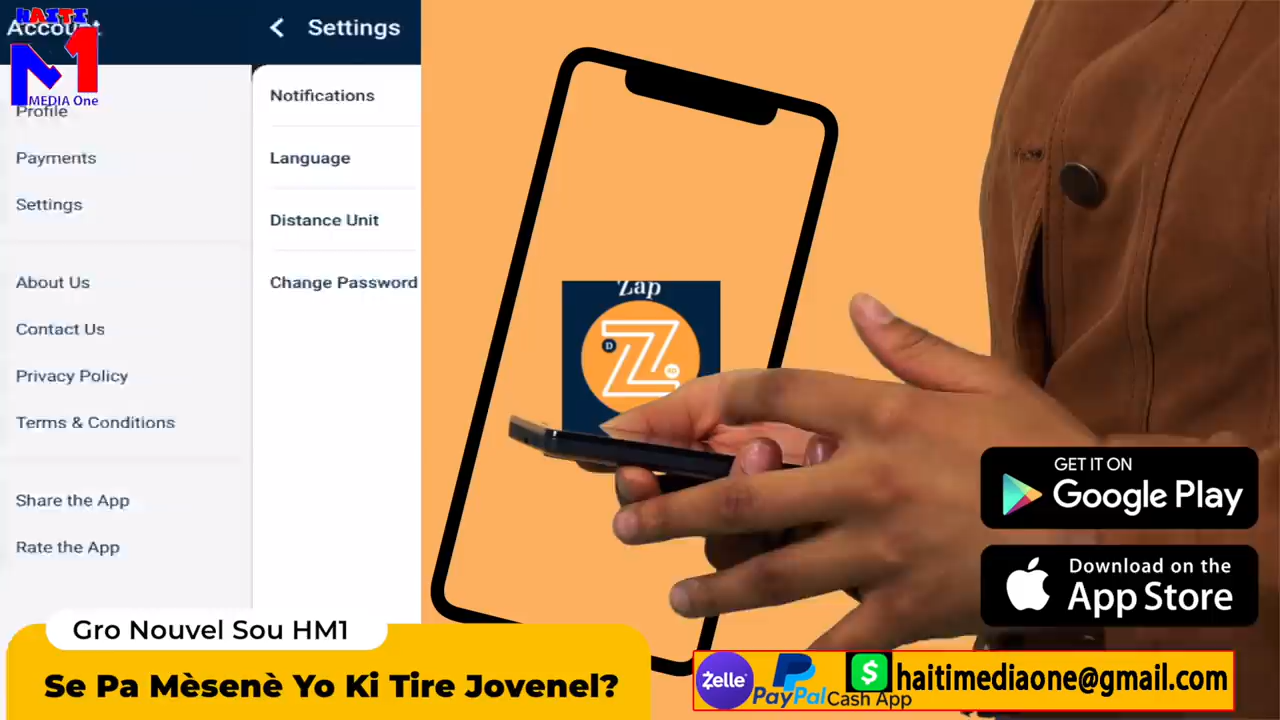 HAITI
M1
MEDIA One
Account
Profile
Payments
Settings
About Us
Contact Us
Privacy Policy
Terms & Conditions
Share the App
Rate the App
Settings
Notifications
Language
Distance Unit
Change Password
Zap
D
Z
GET IT ON
Google Play
Download on the
App Store
Gro Nouvel Sou HM1
Se Pa Mèsenè Yo Ki Tire Jovenel?
Zelle
PayPal
$
Cash App
haitimediaone@gmail.com